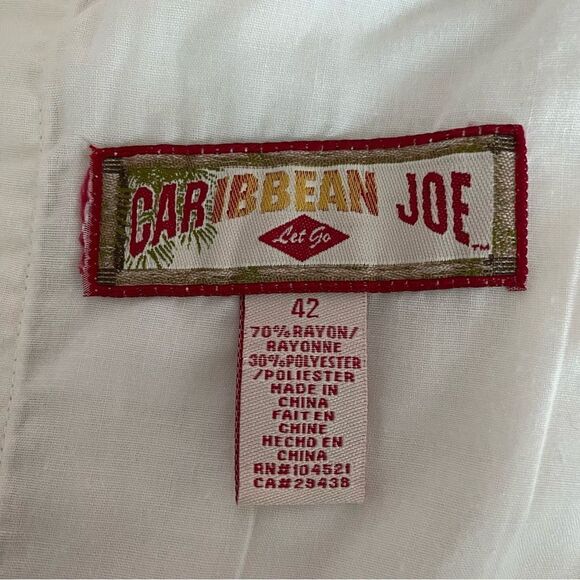 CARIBBEAN JOE™
Let Go
42
70% RAYON/
RAYONNE
30% POLYESTER
/POLIESTER
MADE IN
CHINA
FAIT EN
CHINE
HECHO EN
CHINA
RN#104521
CA#29438